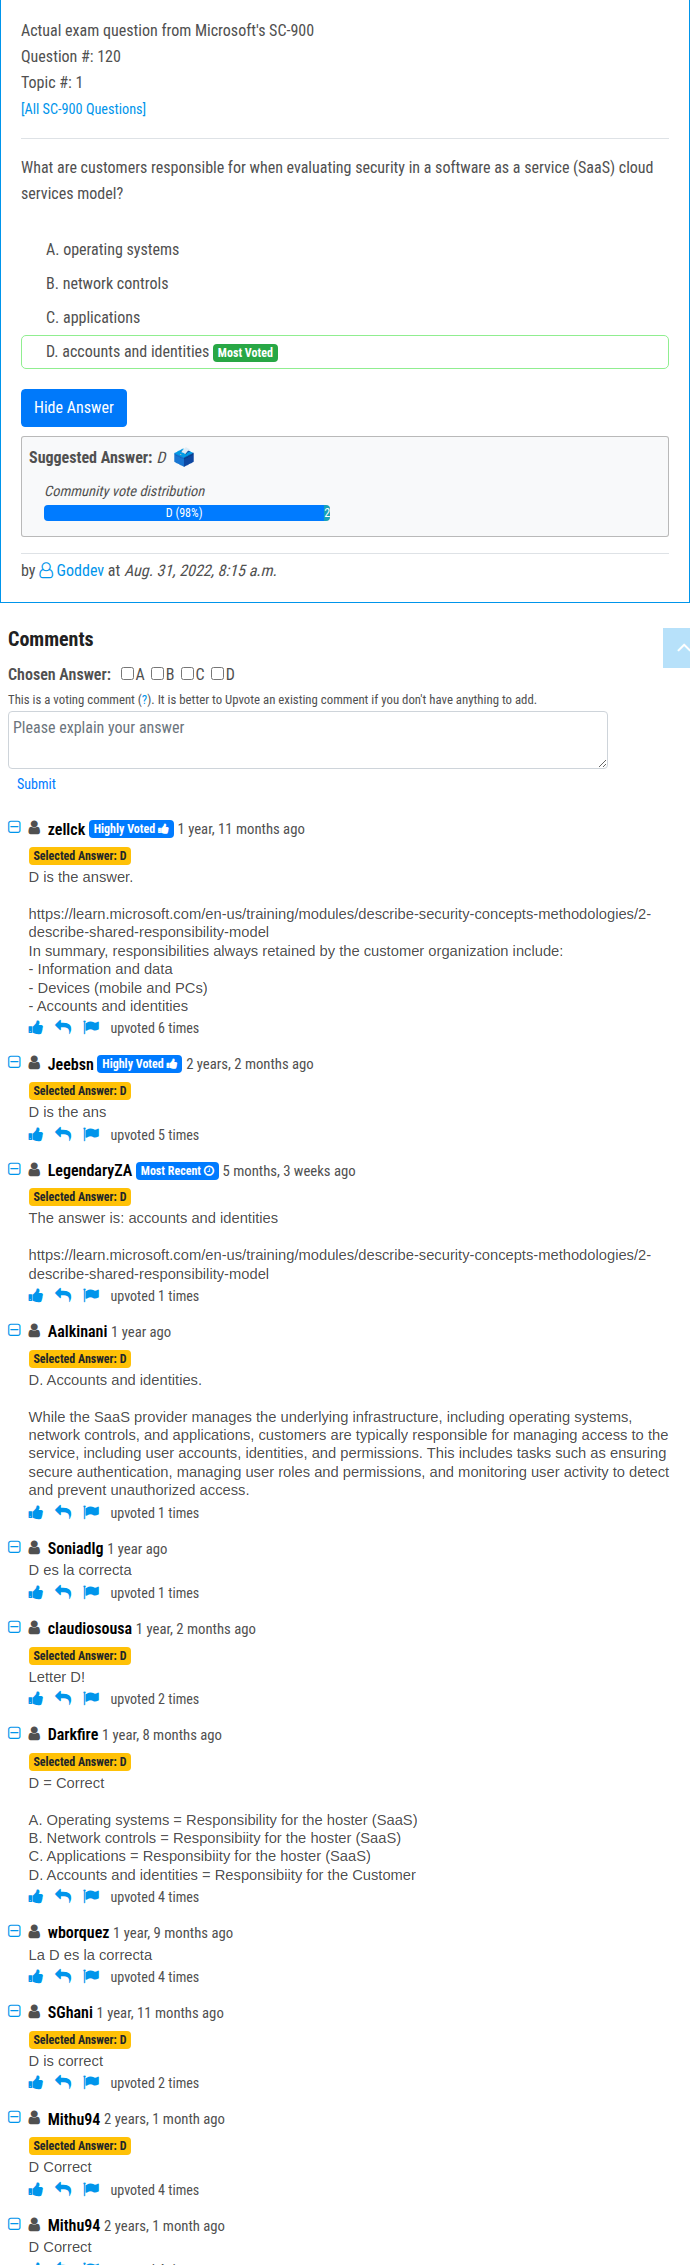 Actual exam question from Microsoft's SC-900
Question #: 120
Topic #: 1
[All SC-900 Questions]
What are customers responsible for when evaluating security in a software as a service (SaaS) cloud
services model?
A. operating systems
B. network controls
C. applications
D. accounts and identities Most Voted
Hide Answer
Suggested Answer: D
Community vote distribution
D (98%) 2
by Goddev at Aug. 31, 2022, 8:15 a.m.
Comments
Chosen Answer: A B C D
This is a voting comment (?). It is better to Upvote an existing comment if you don't have anything to add.
Please explain your answer
Submit
zellck Highly Voted 1 year, 11 months ago
Selected Answer: D
D is the answer.
https://learn.microsoft.com/en-us/training/modules/describe-security-concepts-methodologies/2-
describe-shared-responsibility-model
In summary, responsibilities always retained by the customer organization include:
- Information and data
- Devices (mobile and PCs)
- Accounts and identities
upvoted 6 times
Jeebsn Highly Voted 2 years, 2 months ago
Selected Answer: D
D is the ans
upvoted 5 times
LegendaryZA Most Recent 5 months, 3 weeks ago
Selected Answer: D
The answer is: accounts and identities
https://learn.microsoft.com/en-us/training/modules/describe-security-concepts-methodologies/2-
describe-shared-responsibility-model
upvoted 1 times
Aalkinani 1 year ago
Selected Answer: D
D. Accounts and identities.
While the SaaS provider manages the underlying infrastructure, including operating systems,
network controls, and applications, customers are typically responsible for managing access to the
service, including user accounts, identities, and permissions. This includes tasks such as ensuring
secure authentication, managing user roles and permissions, and monitoring user activity to detect
and prevent unauthorized access.
upvoted 1 times
Soniadlg 1 year ago
D es la correcta
upvoted 1 times
claudiosousa 1 year, 2 months ago
Selected Answer: D
Letter D!
upvoted 2 times
Darkfire 1 year, 8 months ago
Selected Answer: D
D = Correct
A. Operating systems = Responsibility for the hoster (SaaS)
B. Network controls = Responsibiity for the hoster (SaaS)
C. Applications = Responsibiity for the hoster (SaaS)
D. Accounts and identities = Responsibiity for the Customer
upvoted 4 times
wborquez 1 year, 9 months ago
La D es la correcta
upvoted 4 times
SGhani 1 year, 11 months ago
Selected Answer: D
D is correct
upvoted 2 times
Mithu94 2 years, 1 month ago
Selected Answer: D
D Correct
upvoted 4 times
Mithu94 2 years, 1 month ago
D Correct